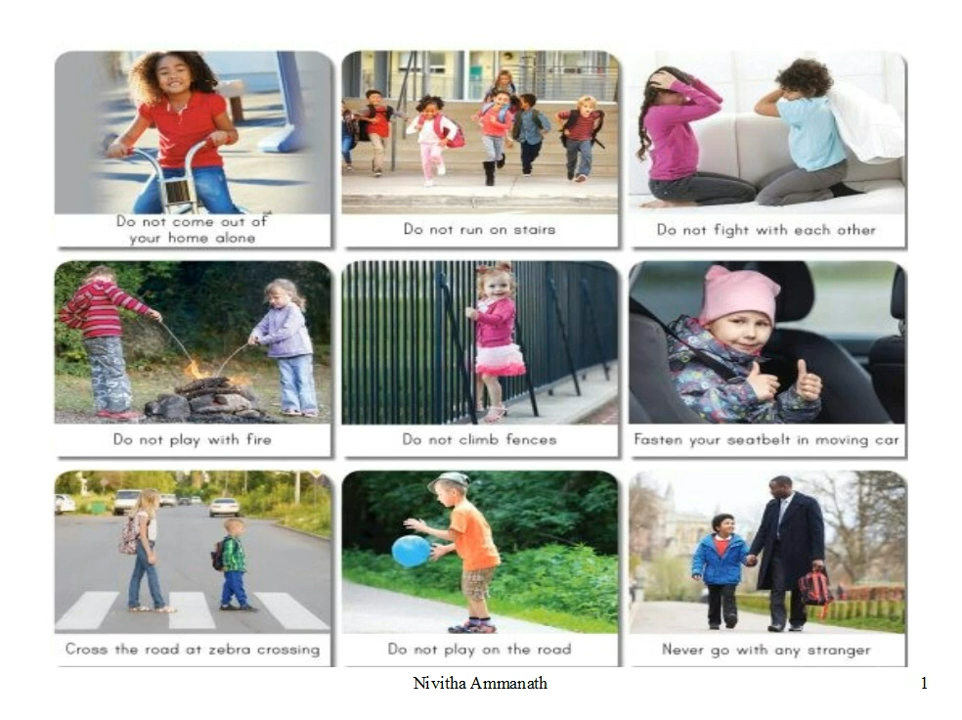 Do not come out of
your home alone
Do not run on stairs
Do not fight with each other
Do not play with fire
Do not climb fences
Fasten your seatbelt in moving car
Cross the road at zebra crossing
Do not play on the road
Never go with any stranger
Nivitha Ammanath
1